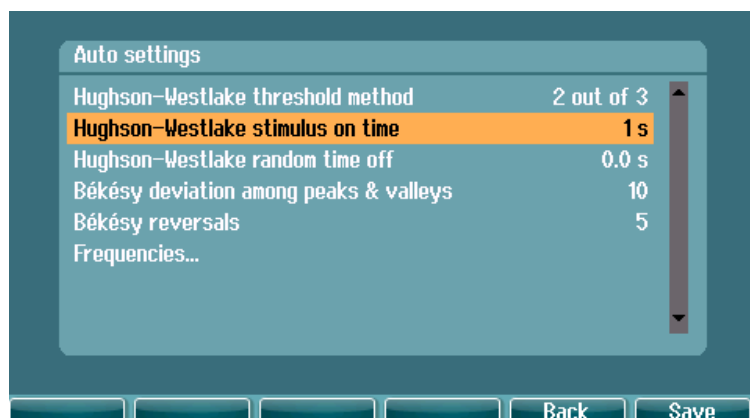 Auto settings
Hughson-Westlake threshold method 2 out of 3
Hughson-Westlake stimulus on time 1 s
Hughson-Westlake random time off 0.0 s
Békésy deviation among peaks & valleys 10
Békésy reversals 5
Frequencies...
Back Save